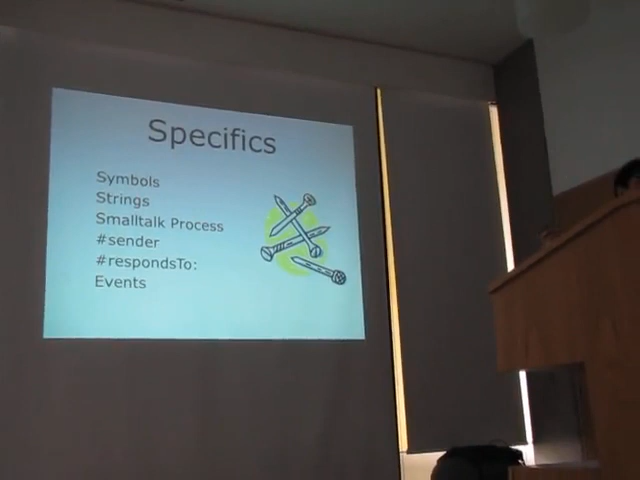 Specifics
Symbols
Strings
Smalltalk Process
#sender
#respondsTo:
Events